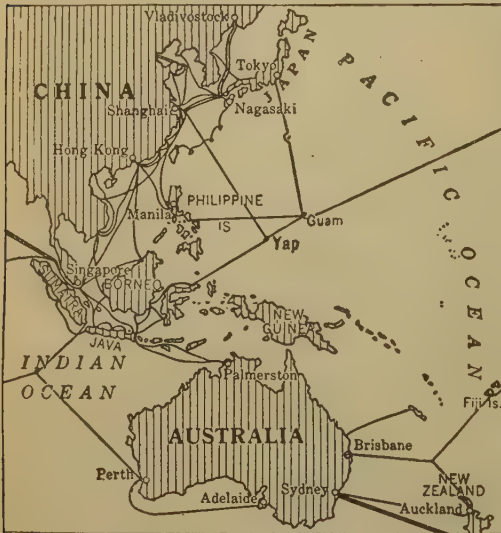 Vladivostock
PACIFIC OCEAN
JAPAN
Tokyo
CHINA
Shanghai
Nagasaki
Hong Kong
PHILIPPINE
IS
Manila
Guam
Yap
Singapore
BORNEO
NEW
GUINEA
JAVA
INDIAN
OCEAN
Palmerston
Fiji Is.
AUSTRALIA
Brisbane
Perth
NEW
ZEALAND
Adelaide
Sydney
Auckland